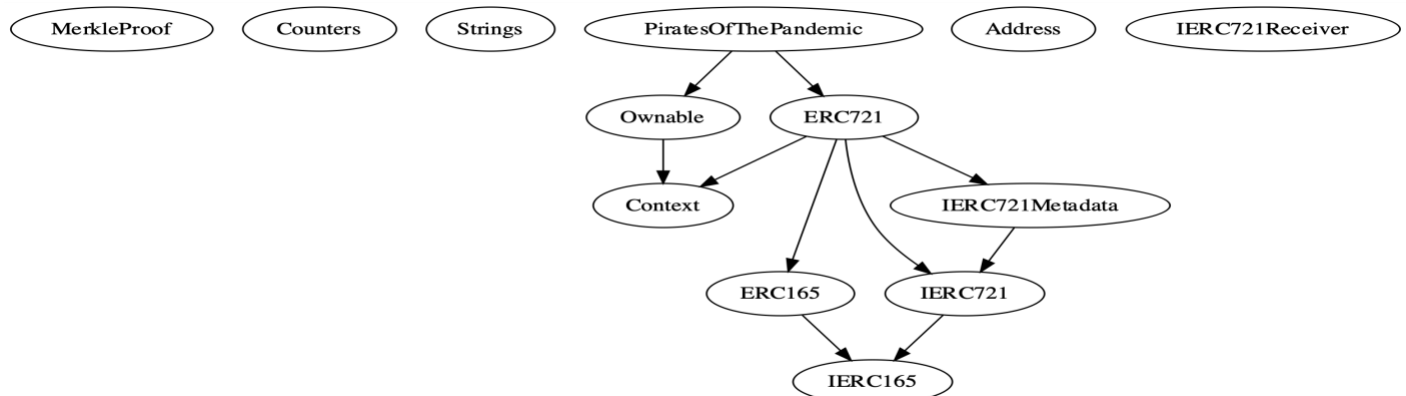 MerkleProof
Counters
Strings
PiratesOfThePandemic
Address
IERC721Receiver
Ownable
ERC721
Context
IERC721Metadata
ERC165
IERC721
IERC165